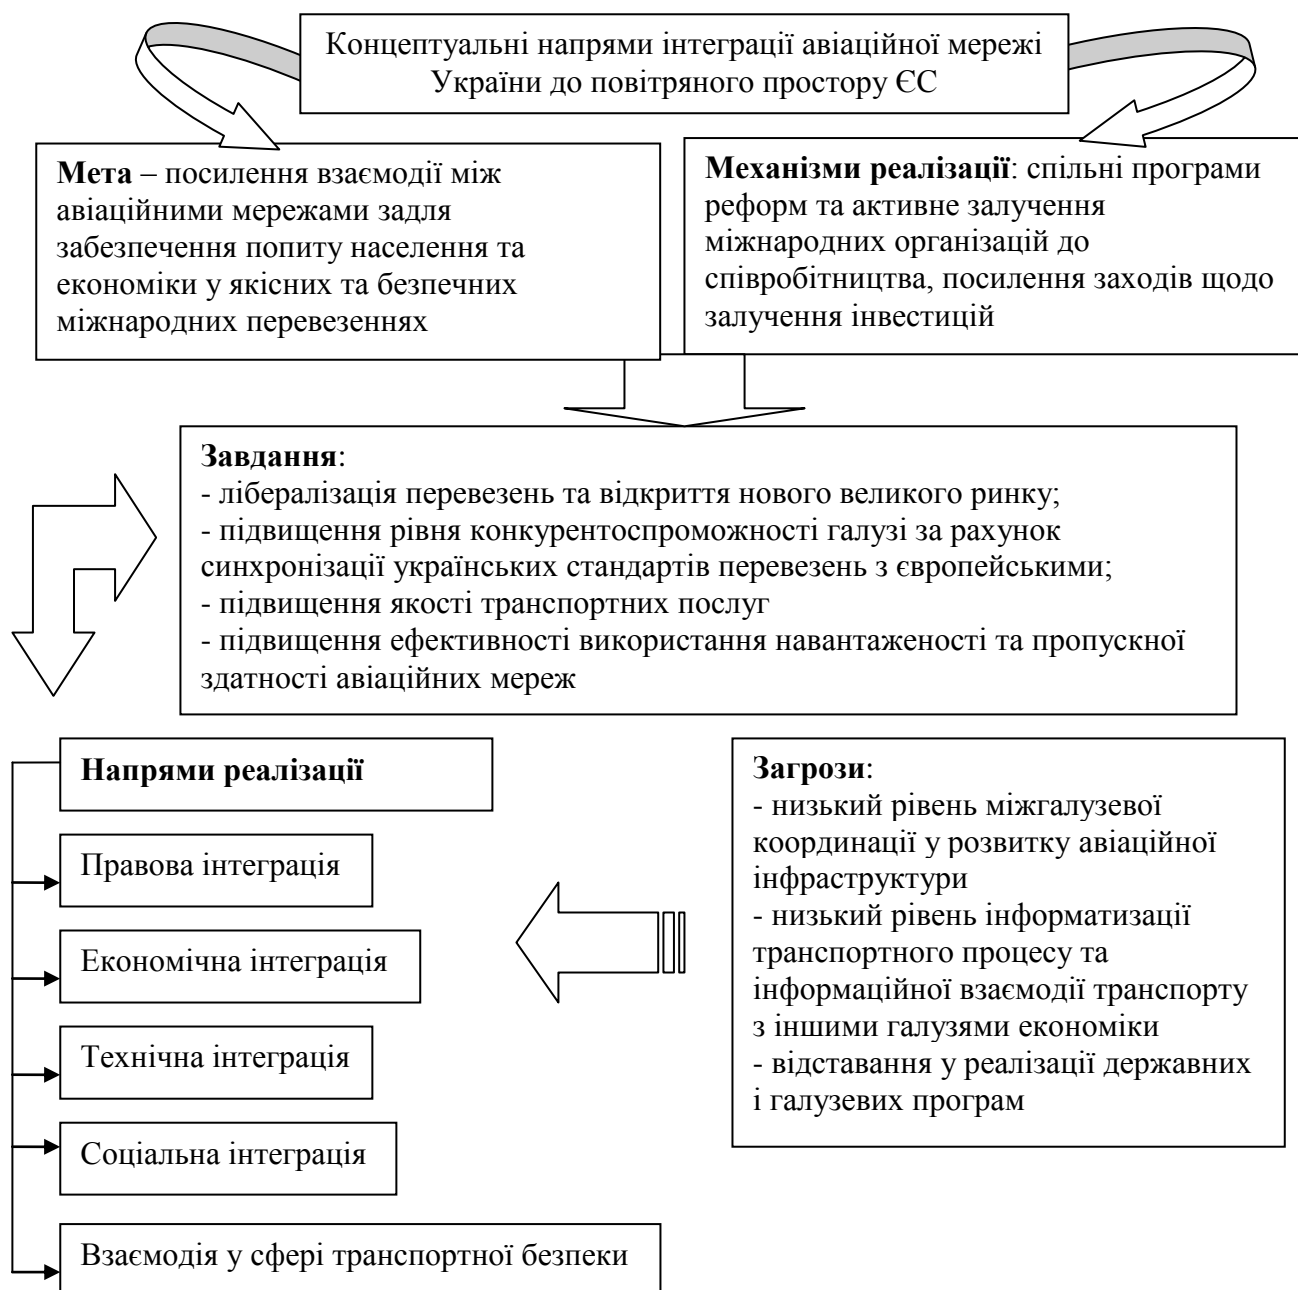 Концептуальні напрями інтеграції авіаційної мережі
України до повітряного простору ЄС
Мета – посилення взаємодії між
авіаційними мережами задля
забезпечення попиту населення та
економіки у якісних та безпечних
міжнародних перевезеннях
Механізми реалізації: спільні програми
реформ та активне залучення
міжнародних організацій до
співробітництва, посилення заходів щодо
залучення інвестицій
Завдання:
- лібералізація перевезень та відкриття нового великого ринку;
- підвищення рівня конкурентоспроможності галузі за рахунок
синхронізації українських стандартів перевезень з європейськими;
- підвищення якості транспортних послуг
- підвищення ефективності використання навантаженості та пропускної
здатності авіаційних мереж
Напрями реалізації
Правова інтеграція
Економічна інтеграція
Технічна інтеграція
Соціальна інтеграція
Взаємодія у сфері транспортної безпеки
Загрози:
- низький рівень міжгалузевої
координації у розвитку авіаційної
інфраструктури
- низький рівень інформатизації
транспортного процесу та
інформаційної взаємодії транспорту
з іншими галузями економіки
- відставання у реалізації державних
і галузевих програм